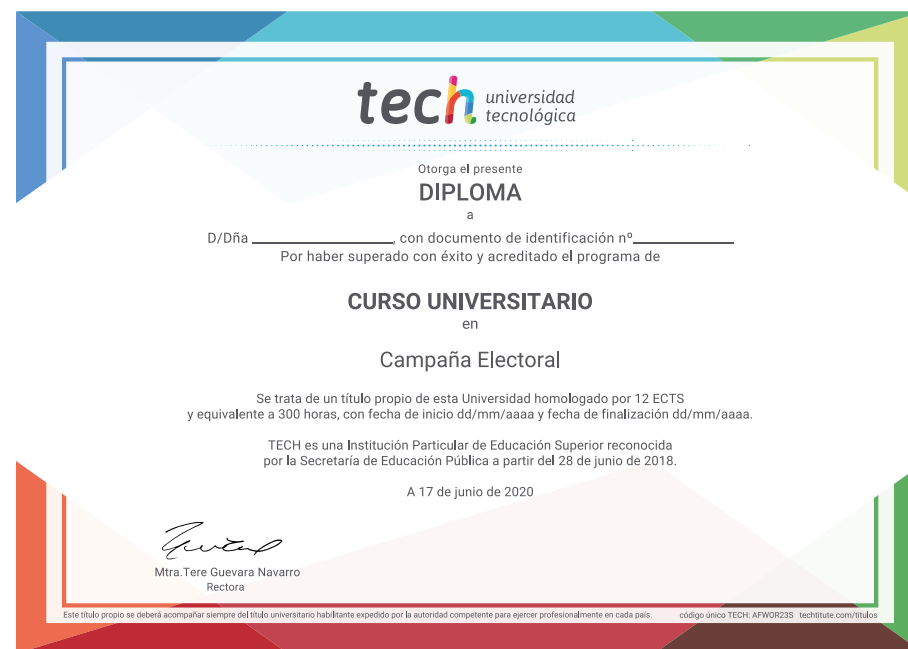 tech universidad
tecnológica
Otorga el presente
DIPLOMA
a
D/Dña ____________________, con documento de identificación nº______________
Por haber superado con éxito y acreditado el programa de
CURSO UNIVERSITARIO
en
Campaña Electoral
Se trata de un título propio de esta Universidad homologado por 12 ECTS
y equivalente a 300 horas, con fecha de inicio dd/mm/aaaa y fecha de finalización dd/mm/aaaa.
TECH es una Institución Particular de Educación Superior reconocida
por la Secretaría de Educación Pública a partir del 28 de junio de 2018.
A 17 de junio de 2020
Mtra.Tere Guevara Navarro
Rectora
Este título propio se deberá acompañar siempre del título universitario habilitante expedido por la autoridad competente para ejercer profesionalmente en cada país. código único TECH: AFWOR23S techtitute.com/titulos